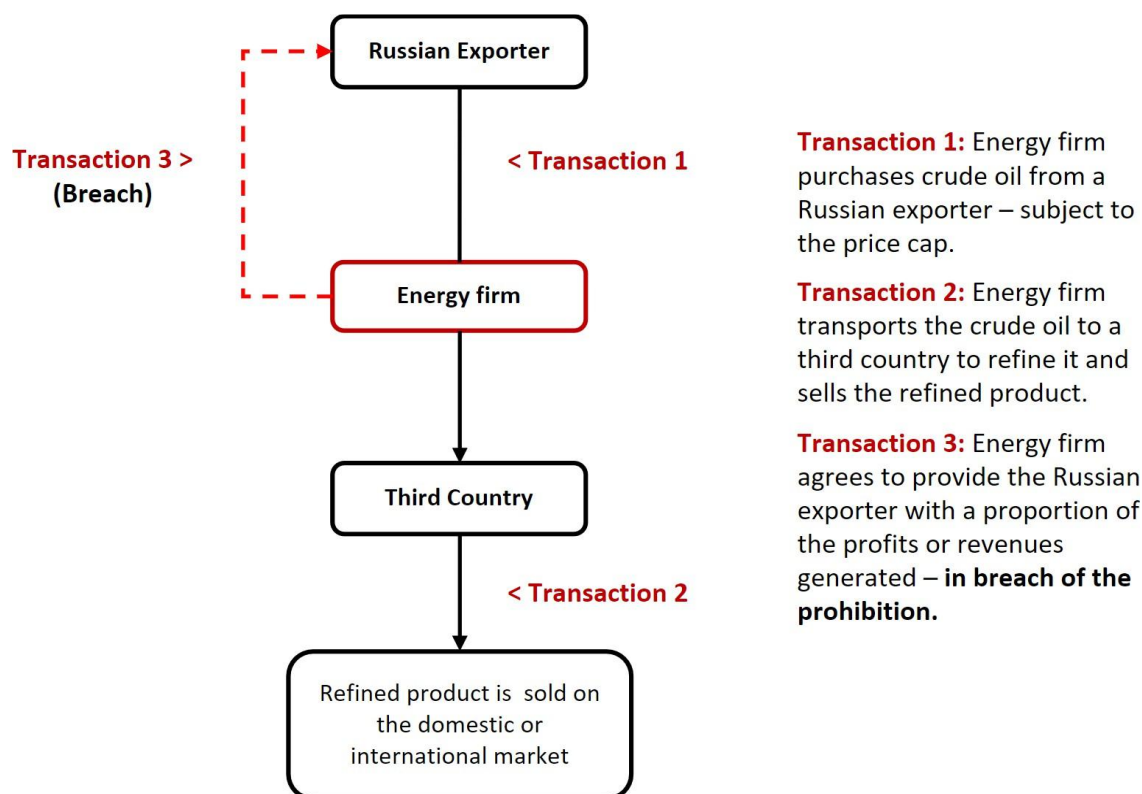 Russian Exporter
Transaction 3 >
(Breach)
< Transaction 1
Energy firm
Third Country
< Transaction 2
Refined product is sold on
the domestic or
international market
Transaction 1: Energy firm
purchases crude oil from a
Russian exporter – subject to
the price cap.
Transaction 2: Energy firm
transports the crude oil to a
third country to refine it and
sells the refined product.
Transaction 3: Energy firm
agrees to provide the Russian
exporter with a proportion of
the profits or revenues
generated – in breach of the
prohibition.